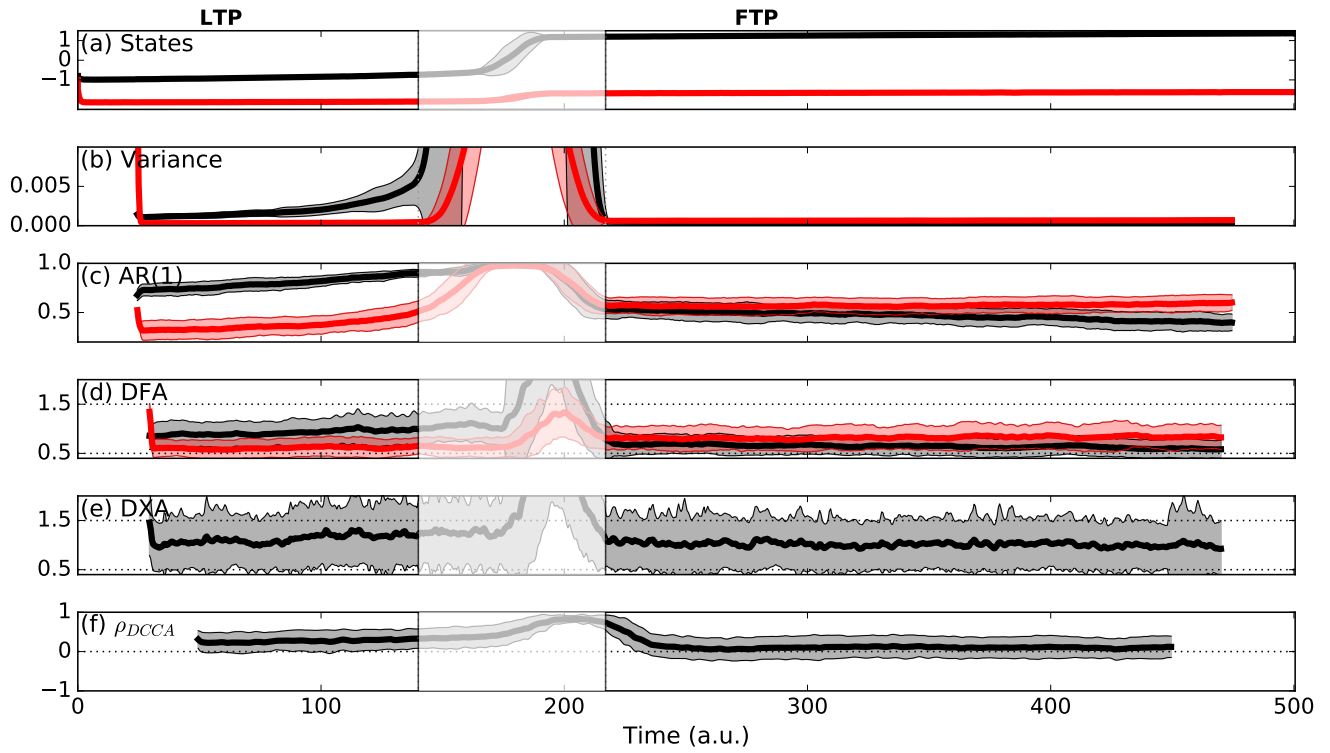 LTP FTP
(a) States
1
0
−1
(b) Variance
0.005
0.000
(c) AR(1)
1.0
0.5
(d) DFA
1.5
0.5
(e) DXA
1.5
0.5
(f) ρDCCA
1
0
−1
0 100 200 300 400 500
Time (a.u.)